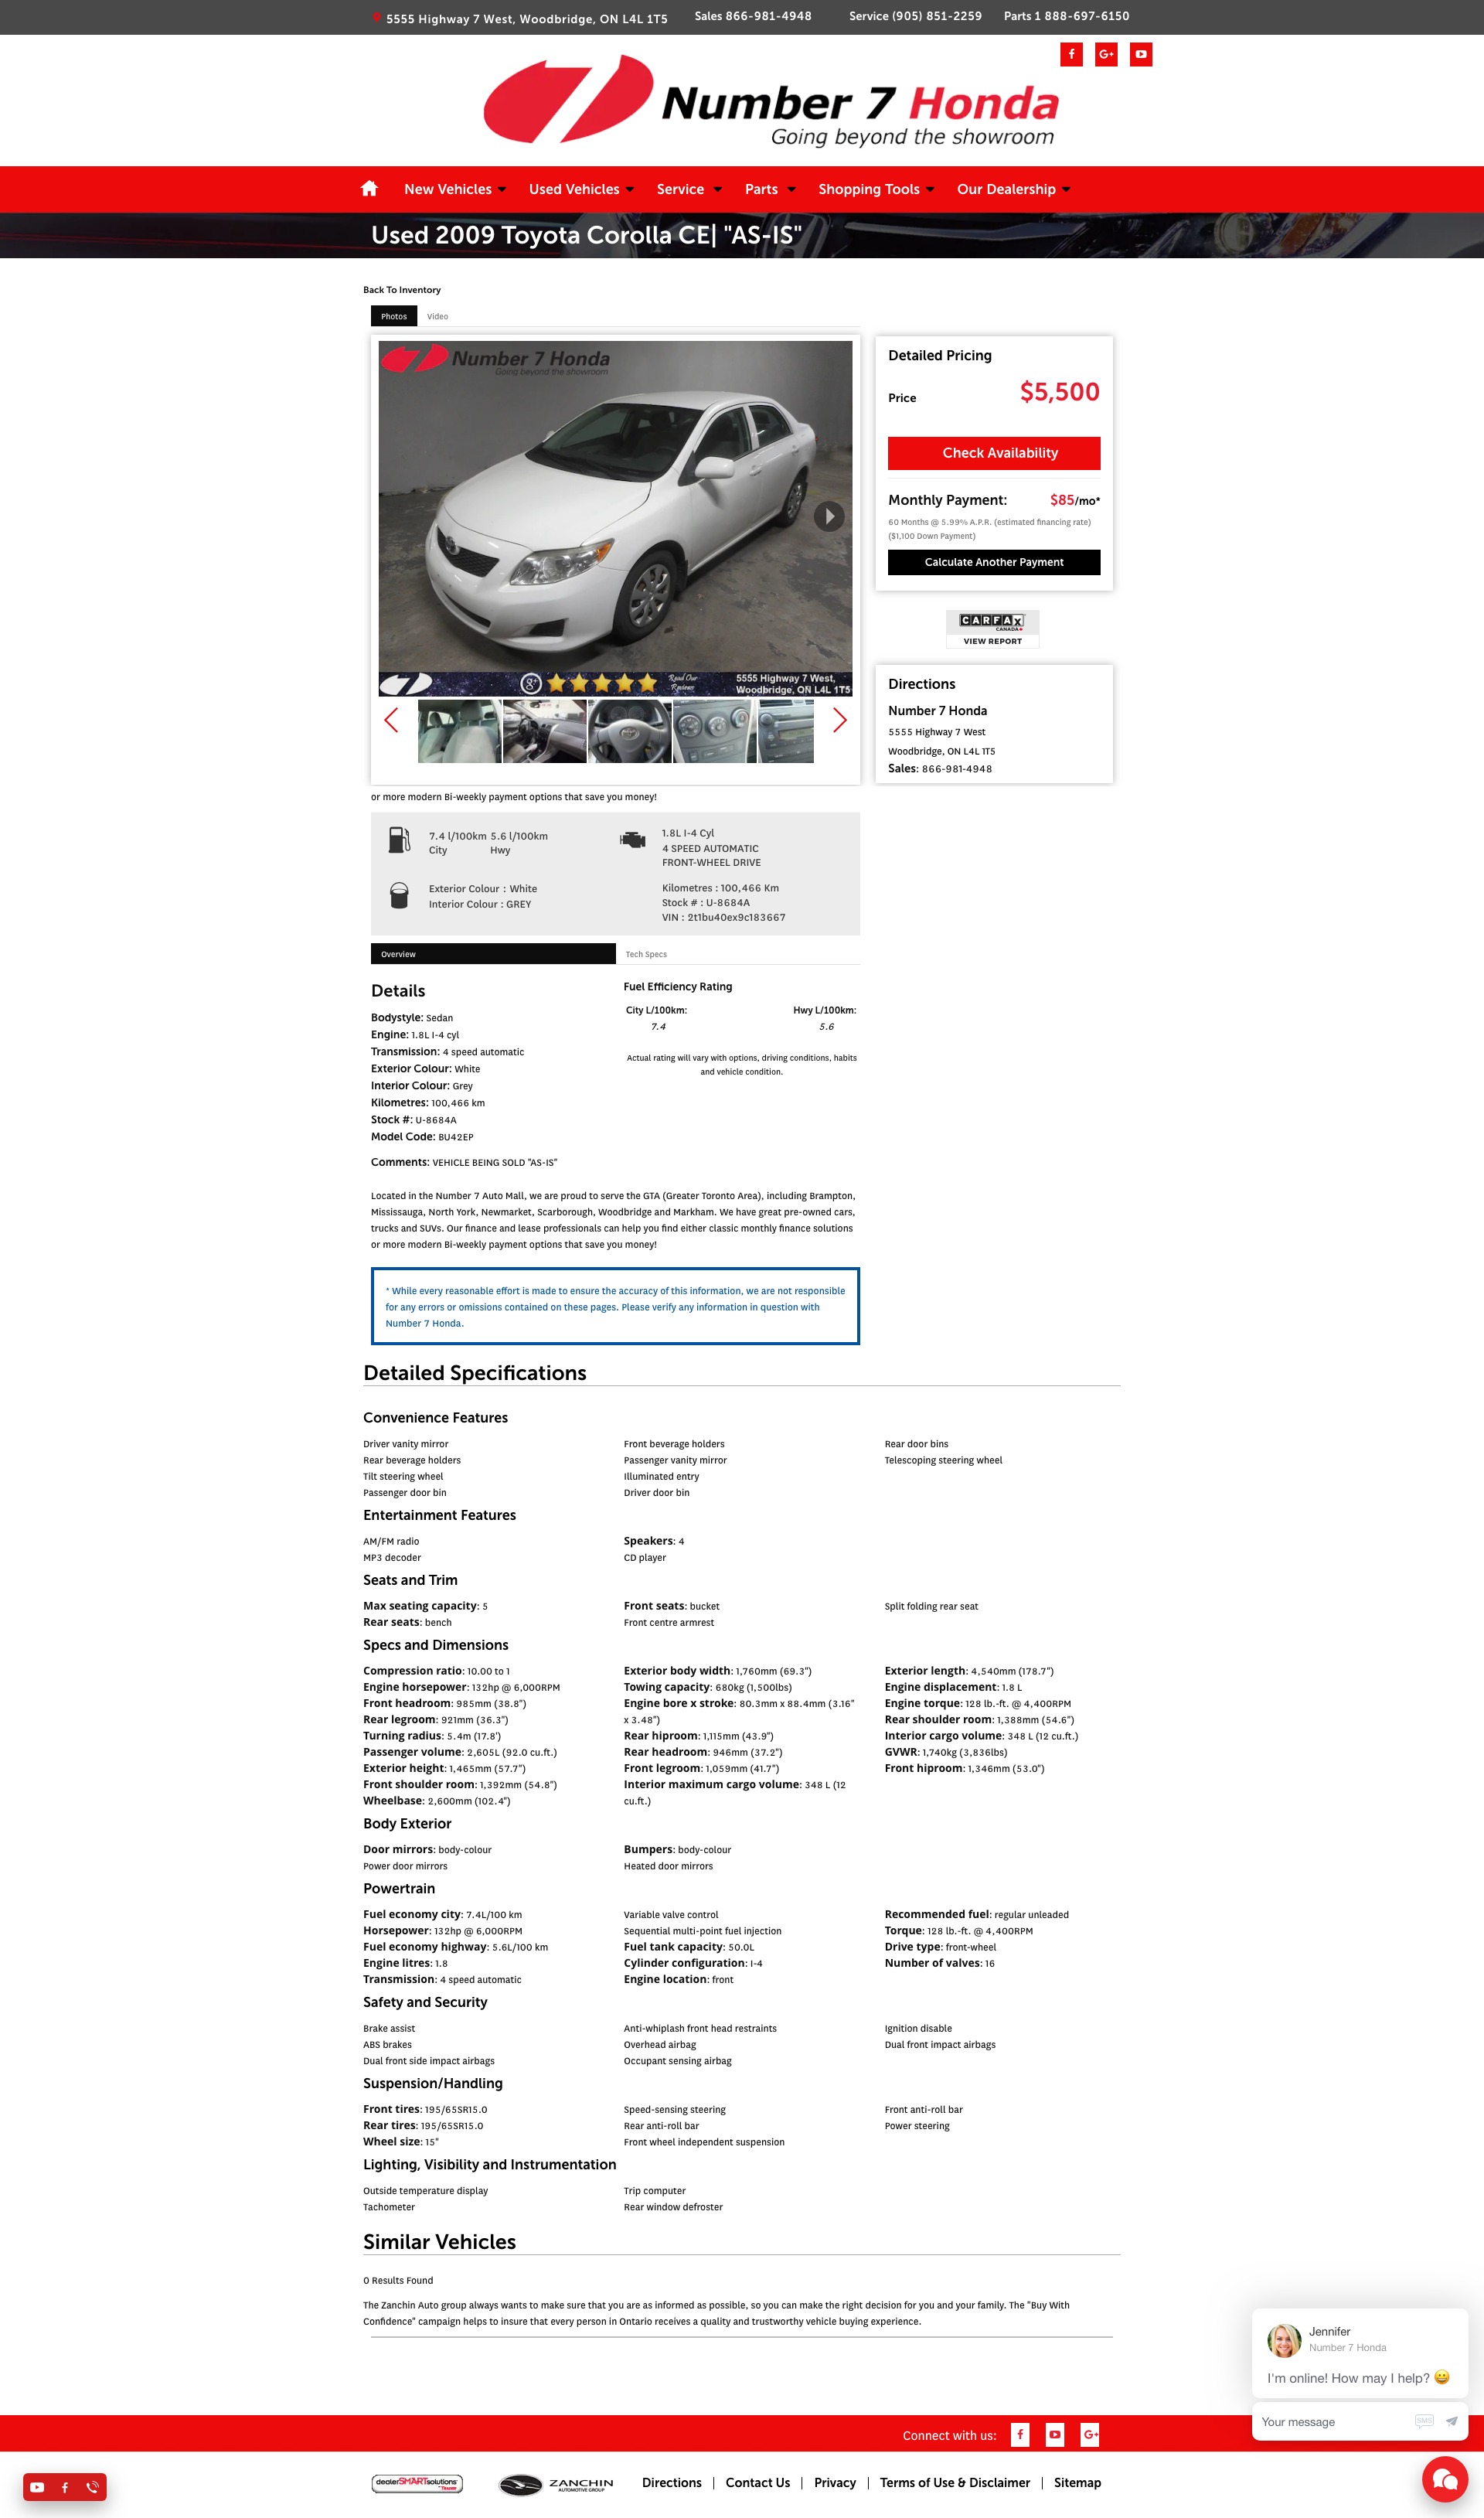 5555 Highway 7 West, Woodbridge, ON L4L 1T5 Sales 866-981-4948 Service (905) 851-2259 Parts 1 888-697-6150
Number 7 Honda
Going beyond the showroom
New Vehicles Used Vehicles Service Parts Shopping Tools Our Dealership
Used 2009 Toyota Corolla CE| "AS-IS"
Back To Inventory
Photos Video
Number 7 Honda
Going beyond the showroom
Read Our
Reviews
5555 Highway 7 West,
Woodbridge, ON L4L 1T5
Detailed Pricing
Price $5,500
Check Availability
Monthly Payment: $85/mo*
60 Months @ 5.99% A.P.R. (estimated financing rate)
($1,100 Down Payment)
Calculate Another Payment
CARFAX
CANADA
VIEW REPORT
Directions
Number 7 Honda
5555 Highway 7 West
Woodbridge, ON L4L 1T5
Sales: 866-981-4948
or more modern Bi-weekly payment options that save you money!
7.4 l/100km 5.6 l/100km
City Hwy
1.8L I-4 Cyl
4 SPEED AUTOMATIC
FRONT-WHEEL DRIVE
Exterior Colour : White
Interior Colour : GREY
Kilometres : 100,466 Km
Stock # : U-8684A
VIN : 2t1bu40ex9c183667
Overview Tech Specs
Details
Bodystyle: Sedan
Engine: 1.8L I-4 cyl
Transmission: 4 speed automatic
Exterior Colour: White
Interior Colour: Grey
Kilometres: 100,466 km
Stock #: U-8684A
Model Code: BU42EP
Fuel Efficiency Rating
City L/100km: Hwy L/100km:
7.4 5.6
Actual rating will vary with options, driving conditions, habits
and vehicle condition.
Comments: VEHICLE BEING SOLD "AS-IS"
Located in the Number 7 Auto Mall, we are proud to serve the GTA (Greater Toronto Area), including Brampton,
Mississauga, North York, Newmarket, Scarborough, Woodbridge and Markham. We have great pre-owned cars,
trucks and SUVs. Our finance and lease professionals can help you find either classic monthly finance solutions
or more modern Bi-weekly payment options that save you money!
* While every reasonable effort is made to ensure the accuracy of this information, we are not responsible
for any errors or omissions contained on these pages. Please verify any information in question with
Number 7 Honda.
Detailed Specifications
Convenience Features
Driver vanity mirror Front beverage holders Rear door bins
Rear beverage holders Passenger vanity mirror Telescoping steering wheel
Tilt steering wheel Illuminated entry
Passenger door bin Driver door bin
Entertainment Features
AM/FM radio Speakers: 4
MP3 decoder CD player
Seats and Trim
Max seating capacity: 5 Front seats: bucket Split folding rear seat
Rear seats: bench Front centre armrest
Specs and Dimensions
Compression ratio: 10.00 to 1 Exterior body width: 1,760mm (69.3") Exterior length: 4,540mm (178.7")
Engine horsepower: 132hp @ 6,000RPM Towing capacity: 680kg (1,500lbs) Engine displacement: 1.8 L
Front headroom: 985mm (38.8") Engine bore x stroke: 80.3mm x 88.4mm (3.16" Engine torque: 128 lb.-ft. @ 4,400RPM
Rear legroom: 921mm (36.3") x 3.48") Rear shoulder room: 1,388mm (54.6")
Turning radius: 5.4m (17.8') Rear hiproom: 1,115mm (43.9") Interior cargo volume: 348 L (12 cu.ft.)
Passenger volume: 2,605L (92.0 cu.ft.) Rear headroom: 946mm (37.2") GVWR: 1,740kg (3,836lbs)
Exterior height: 1,465mm (57.7") Front legroom: 1,059mm (41.7") Front hiproom: 1,346mm (53.0")
Front shoulder room: 1,392mm (54.8") Interior maximum cargo volume: 348 L (12
Wheelbase: 2,600mm (102.4") cu.ft.)
Body Exterior
Door mirrors: body-colour Bumpers: body-colour
Power door mirrors Heated door mirrors
Powertrain
Fuel economy city: 7.4L/100 km Variable valve control Recommended fuel: regular unleaded
Horsepower: 132hp @ 6,000RPM Sequential multi-point fuel injection Torque: 128 lb.-ft. @ 4,400RPM
Fuel economy highway: 5.6L/100 km Fuel tank capacity: 50.0L Drive type: front-wheel
Engine litres: 1.8 Cylinder configuration: I-4 Number of valves: 16
Transmission: 4 speed automatic Engine location: front
Safety and Security
Brake assist Anti-whiplash front head restraints Ignition disable
ABS brakes Overhead airbag Dual front impact airbags
Dual front side impact airbags Occupant sensing airbag
Suspension/Handling
Front tires: 195/65SR15.0 Speed-sensing steering Front anti-roll bar
Rear tires: 195/65SR15.0 Rear anti-roll bar Power steering
Wheel size: 15" Front wheel independent suspension
Lighting, Visibility and Instrumentation
Outside temperature display Trip computer
Tachometer Rear window defroster
Similar Vehicles
0 Results Found
The Zanchin Auto group always wants to make sure that you are as informed as possible, so you can make the right decision for you and your family. The "Buy With
Confidence" campaign helps to insure that every person in Ontario receives a quality and trustworthy vehicle buying experience.
Jennifer
Number 7 Honda
I'm online! How may I help? 😄
Your message SMS
Connect with us:
dealerSMARTsolutions ZANCHIN
AUTOMOTIVE GROUP
Directions | Contact Us | Privacy | Terms of Use & Disclaimer | Sitemap